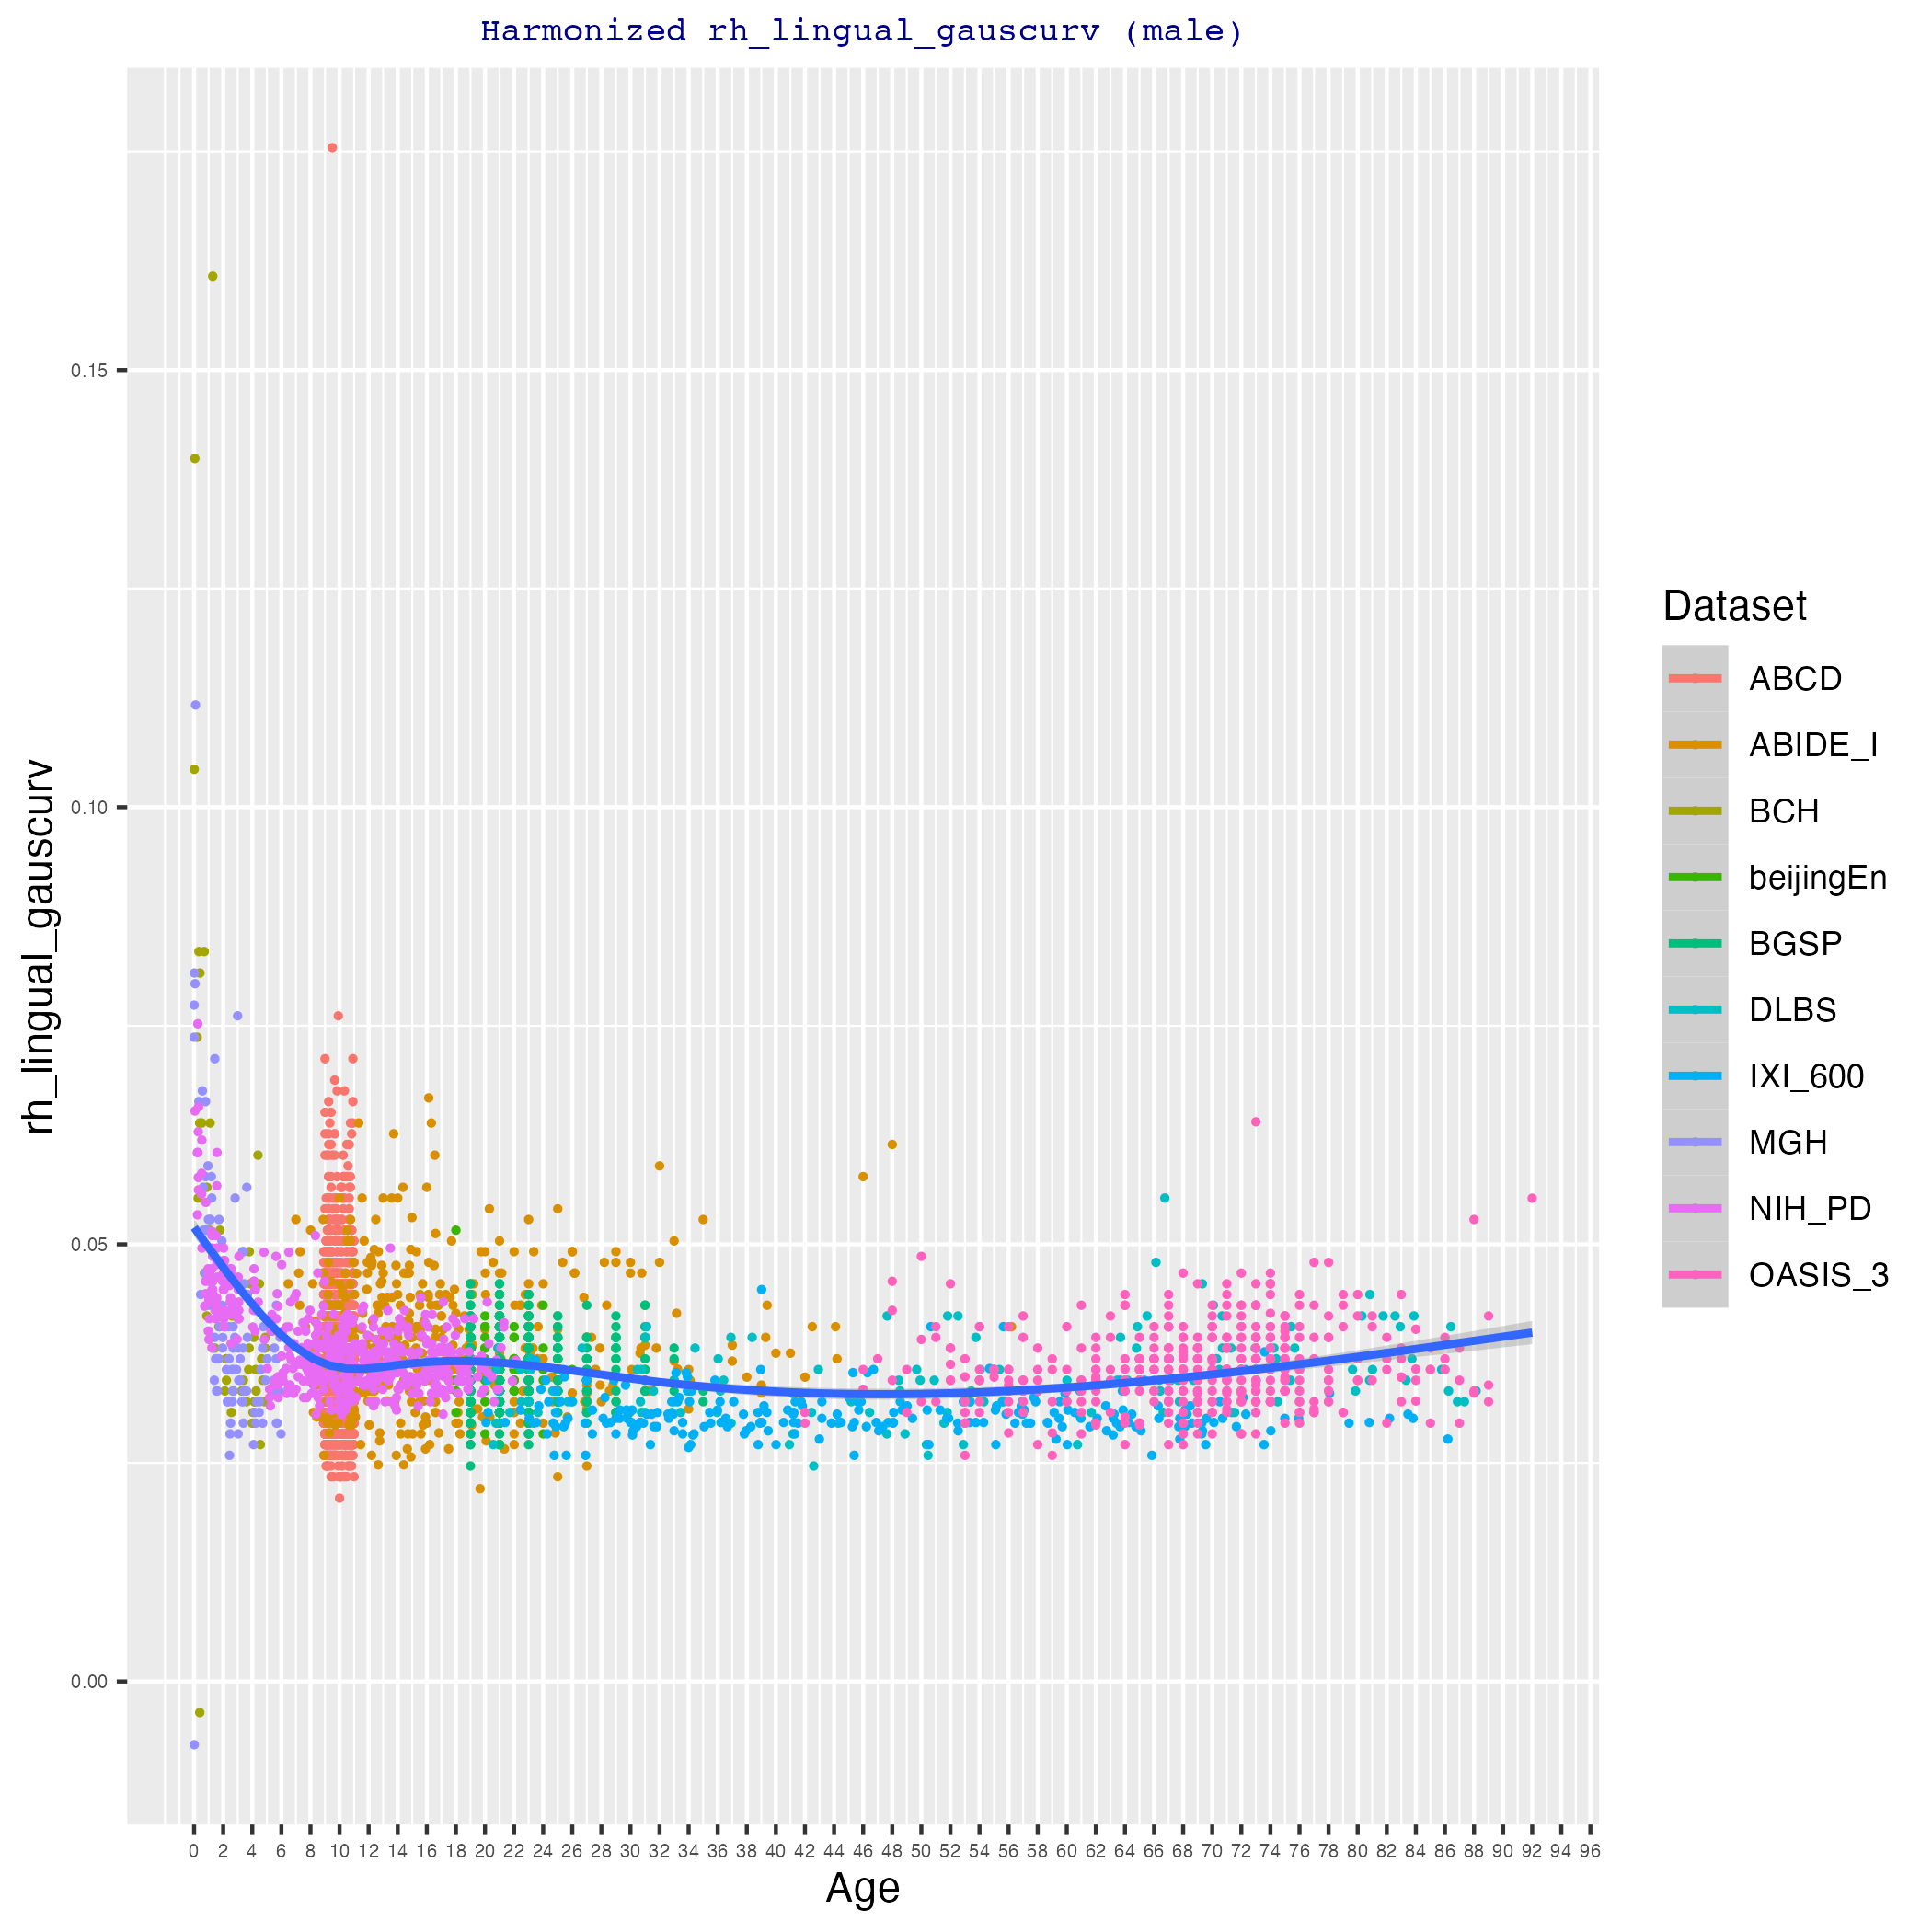 Harmonized rh_lingual_gauscurv (male)
rh_lingual_gauscurv
0.15
0.10
0.05
0.00
0 2 4 6 8 10 12 14 16 18 20 22 24 26 28 30 32 34 36 38 40 42 44 46 48 50 52 54 56 58 60 62 64 66 68 70 72 74 76 78 80 82 84 86 88 90 92 94 96
Age
Dataset
ABCD
ABIDE_I
BCH
beijingEn
BGSP
DLBS
IXI_600
MGH
NIH_PD
OASIS_3